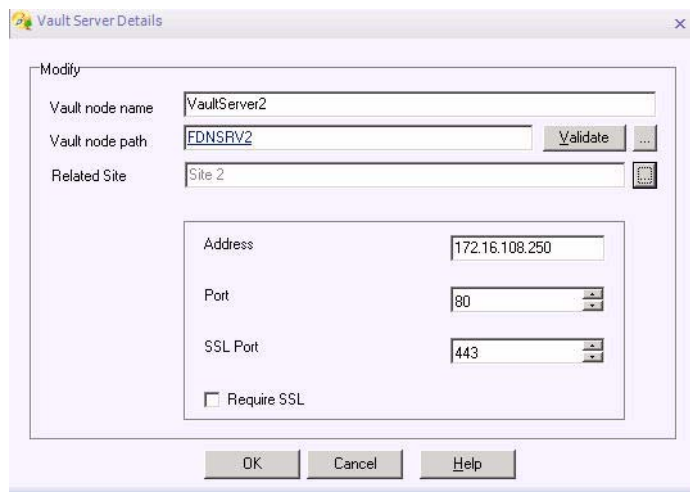 Vault Server Details
Modify
Vault node name VaultServer2
Vault node path FDNSRV2 Validate ...
Related Site Site 2 ...
Address 172.16.108.250
Port 80
SSL Port 443
Require SSL
OK Cancel Help